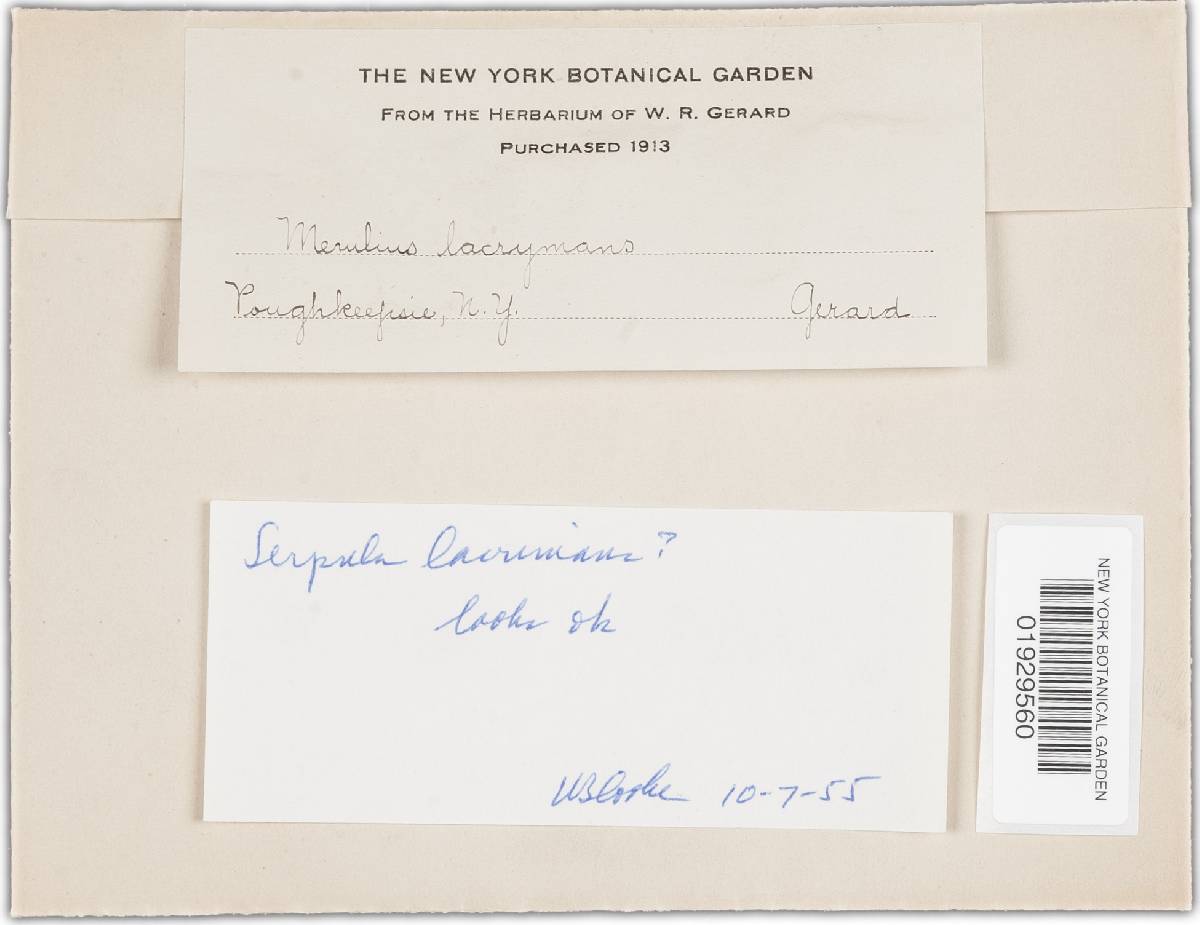 THE NEW YORK BOTANICAL GARDEN
FROM THE HERBARIUM OF W. R. GERARD
PURCHASED 1913
Merulius lacrymans
Poughkeepsie, N.Y. Gerard
Serpula lacrimans?
looks ok
WBCooke 10-7-55
NEW YORK BOTANICAL GARDEN
01929560